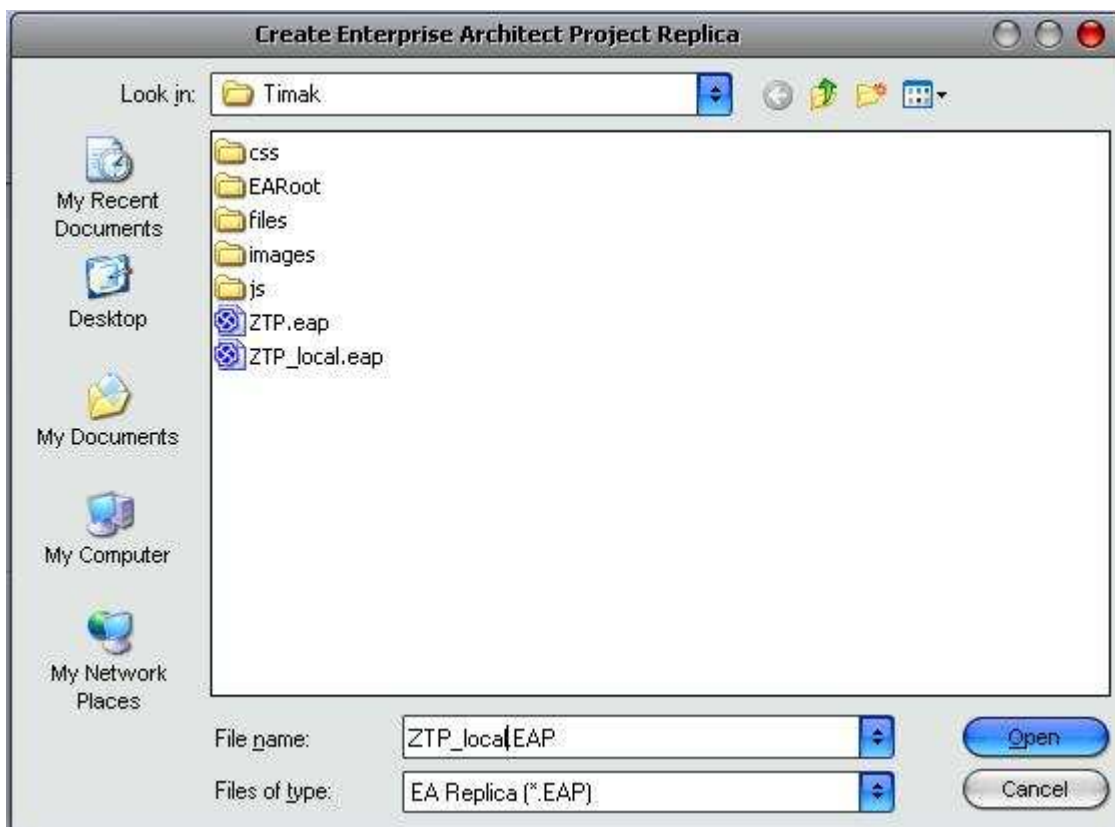 Create Enterprise Architect Project Replica
Look in:
Timak
My Recent
Documents
Desktop
My Documents
My Computer
My Network
Places
css
EARoot
files
images
js
ZTP.eap
ZTP_local.eap
File name:
ZTP_local.EAP
Open
Files of type:
EA Replica (*.EAP)
Cancel